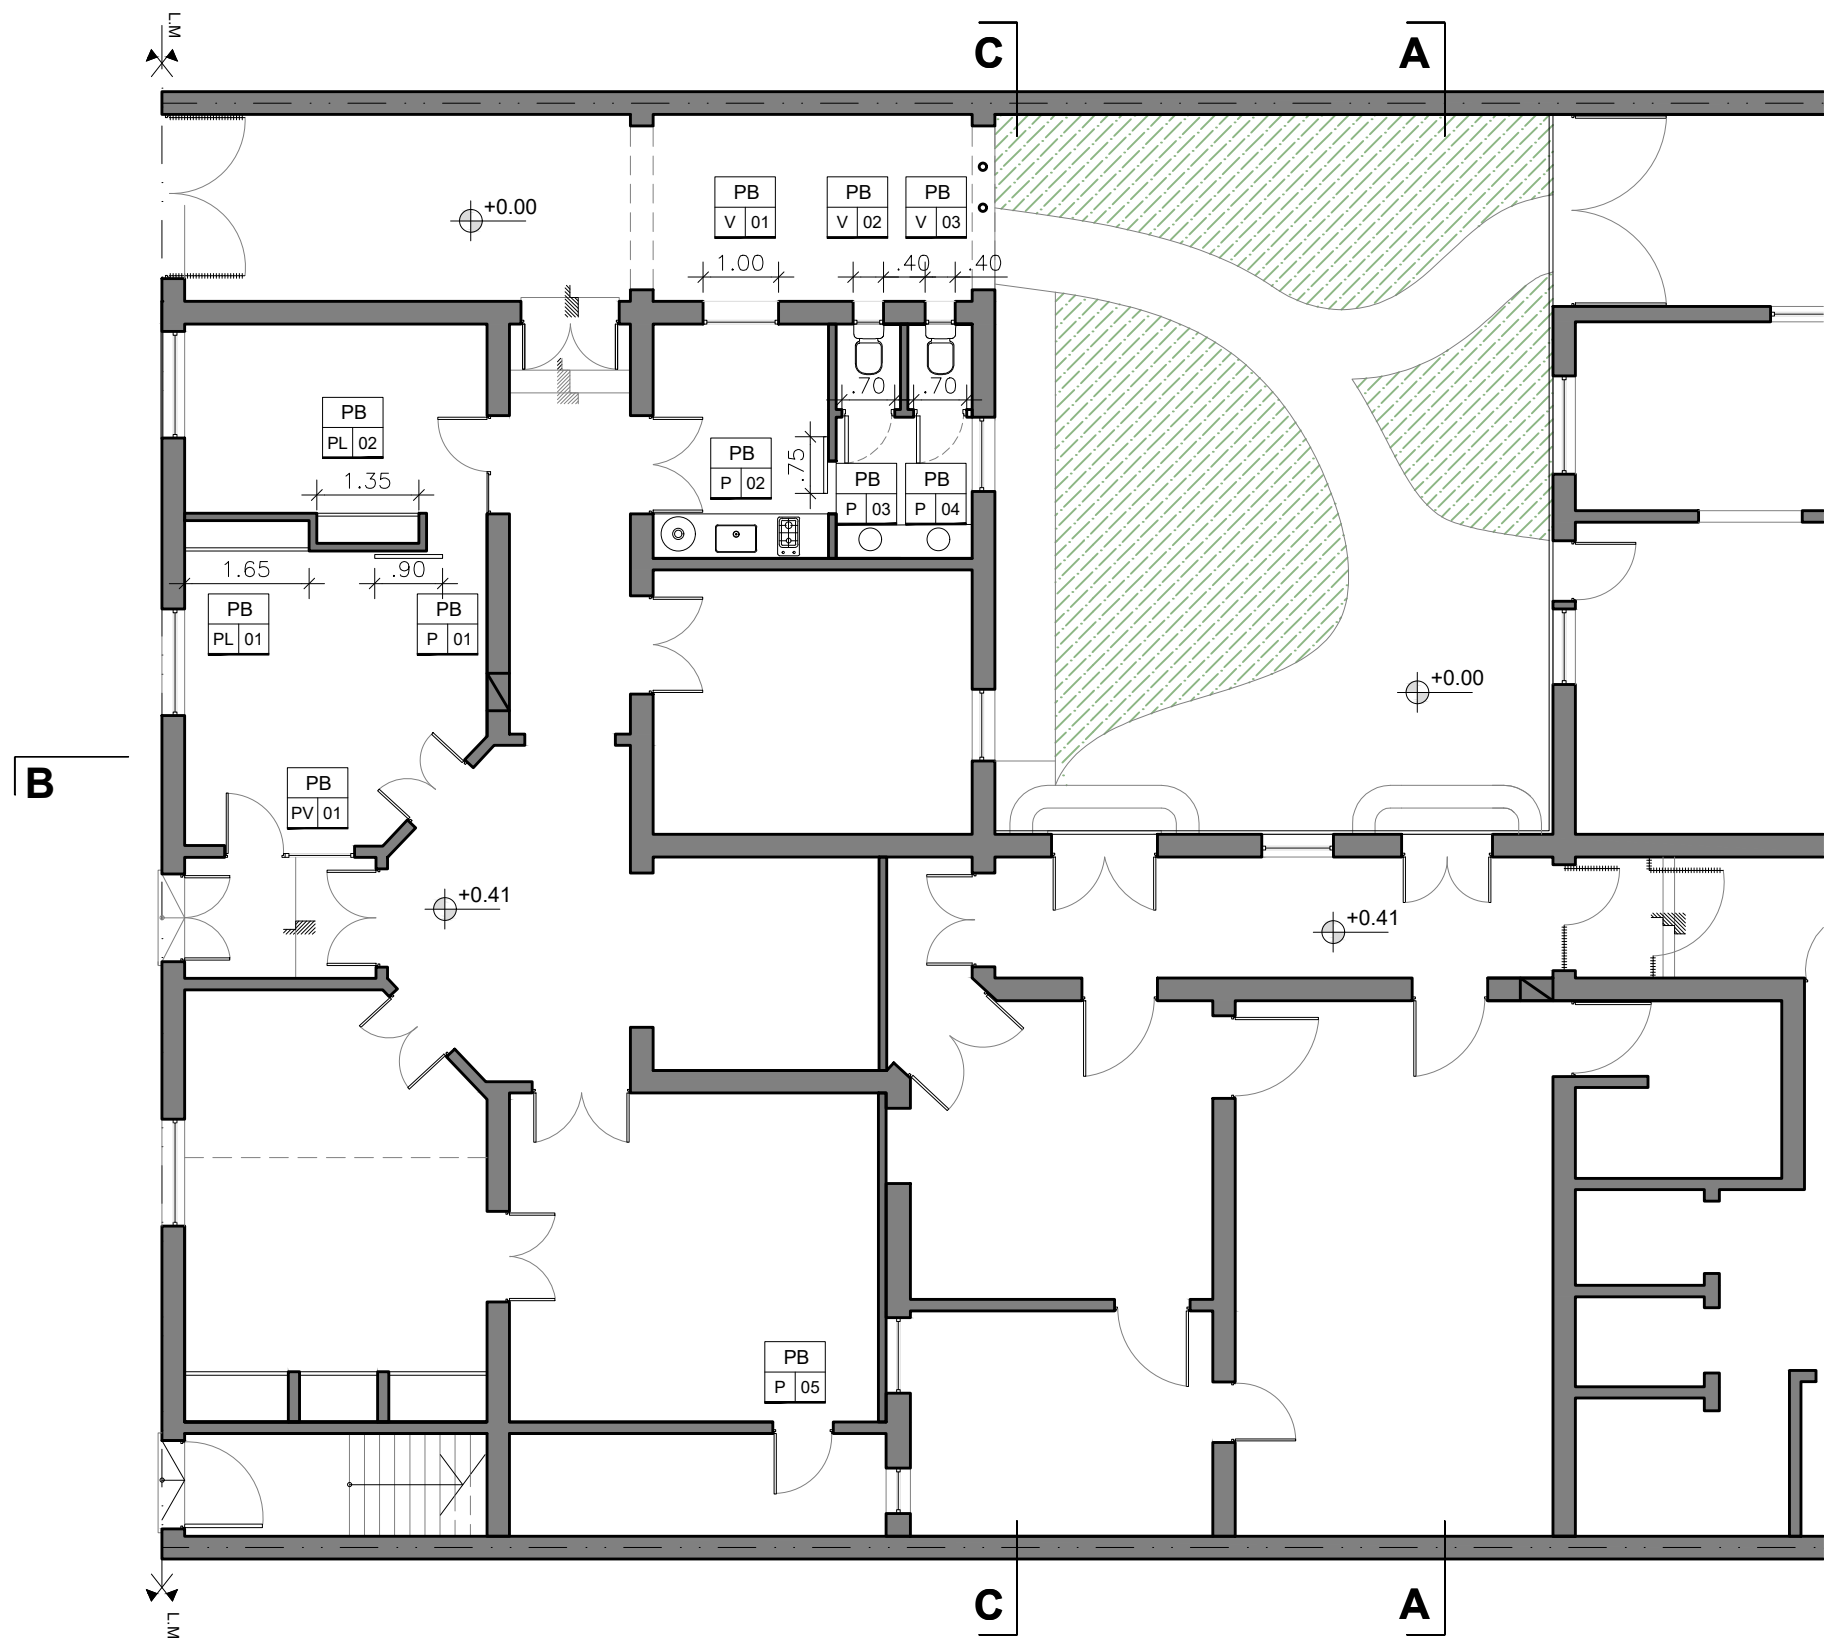 L.M
C
A
PB
V 01
PB
V 02
PB
V 03
+0.00
1.00
.40
.40
.70
.70
PB
PL 02
PB
P 02
.75
PB
P 03
PB
P 04
1.35
1.65
.90
PB
PL 01
PB
P 01
+0.00
B
PB
PV 01
+0.41
+0.41
PB
P 05
C
A
L.M